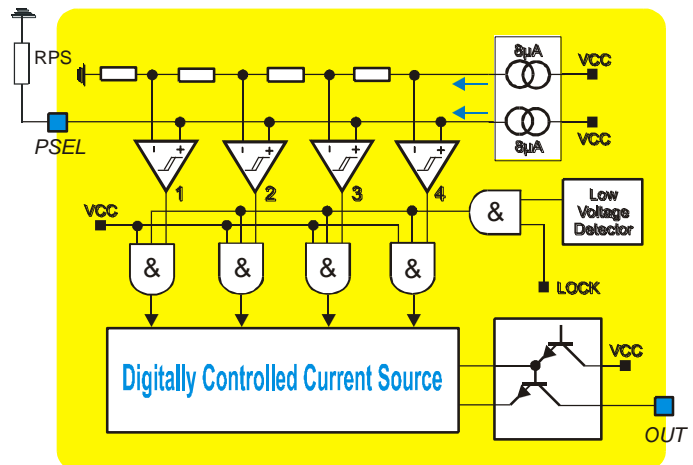 RPS
8μA
VCC
PSEL
8μA
VCC
- +
- +
- +
- +
1
2
3
4
VCC
&
Low
Voltage
Detector
&
&
&
&
LOCK
Digitally Controlled Current Source
VCC
OUT